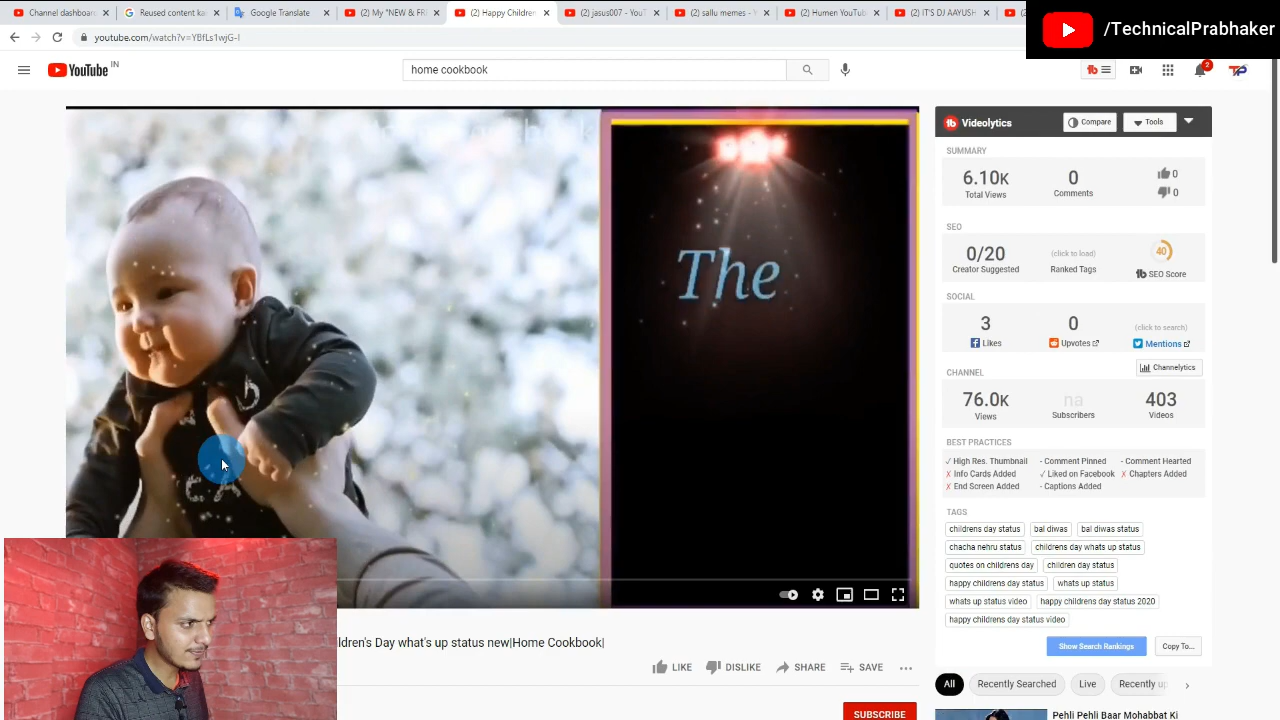 (2) Channel dashboard
Reused content ka
Google Translate
(2) My "NEW & FR
(2) Happy Children
(2) jasus007 - YouT
(2) sallu memes - Y
(2) Humen YouTub
(2) IT'S DJ AAYUSH
/TechnicalPrabhaker
youtube.com/watch?v=YBfLs1wjG-I
YouTube IN
home cookbook
2
The
Videolytics
Compare
Tools
SUMMARY
6.10K
Total Views
0
Comments
0
0
SEO
0/20
Creator Suggested
(click to load)
Ranked Tags
40
SEO Score
SOCIAL
3
Likes
0
Upvotes
(click to search)
Mentions
CHANNEL
Channelytics
76.0K
Views
na
Subscribers
403
Videos
BEST PRACTICES
✓ High Res. Thumbnail - Comment Pinned - Comment Hearted
✗ Info Cards Added ✓ Liked on Facebook ✗ Chapters Added
✗ End Screen Added - Captions Added
TAGS
childrens day status bal diwas bal diwas status
chacha nehru status childrens day whats up status
quotes on childrens day children day status
happy childrens day status whats up status
whats up status video happy childrens day status 2020
happy childrens day status video
Show Search Rankings
Copy To...
ldren's Day what's up status new|Home Cookbook|
LIKE DISLIKE SHARE SAVE
All Recently Searched Live Recently up
SUBSCRIBE
Pehli Pehli Baar Mohabbat Ki